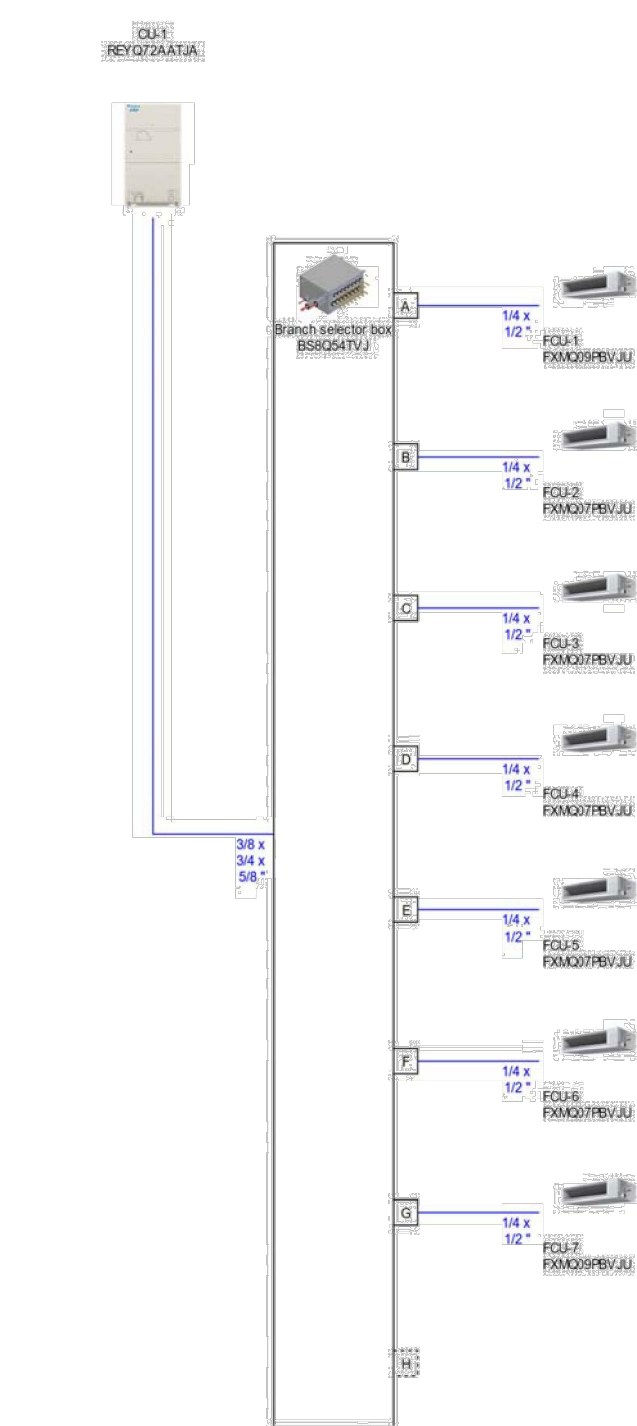 CU-1
REYQ72AATJA
Branch selector box
BS8Q54TVJ
A
1/4 x
1/2 "
FCU-1
FXMQ09PBVJU
B
1/4 x
1/2 "
FCU-2
FXMQ07PBVJU
C
1/4 x
1/2 "
FCU-3
FXMQ07PBVJU
D
1/4 x
1/2 "
FCU-4
FXMQ07PBVJU
3/8 x
3/4 x
5/8 "
E
1/4 x
1/2 "
FCU-5
FXMQ07PBVJU
F
1/4 x
1/2 "
FCU-6
FXMQ07PBVJU
G
1/4 x
1/2 "
FCU-7
FXMQ09PBVJU
H